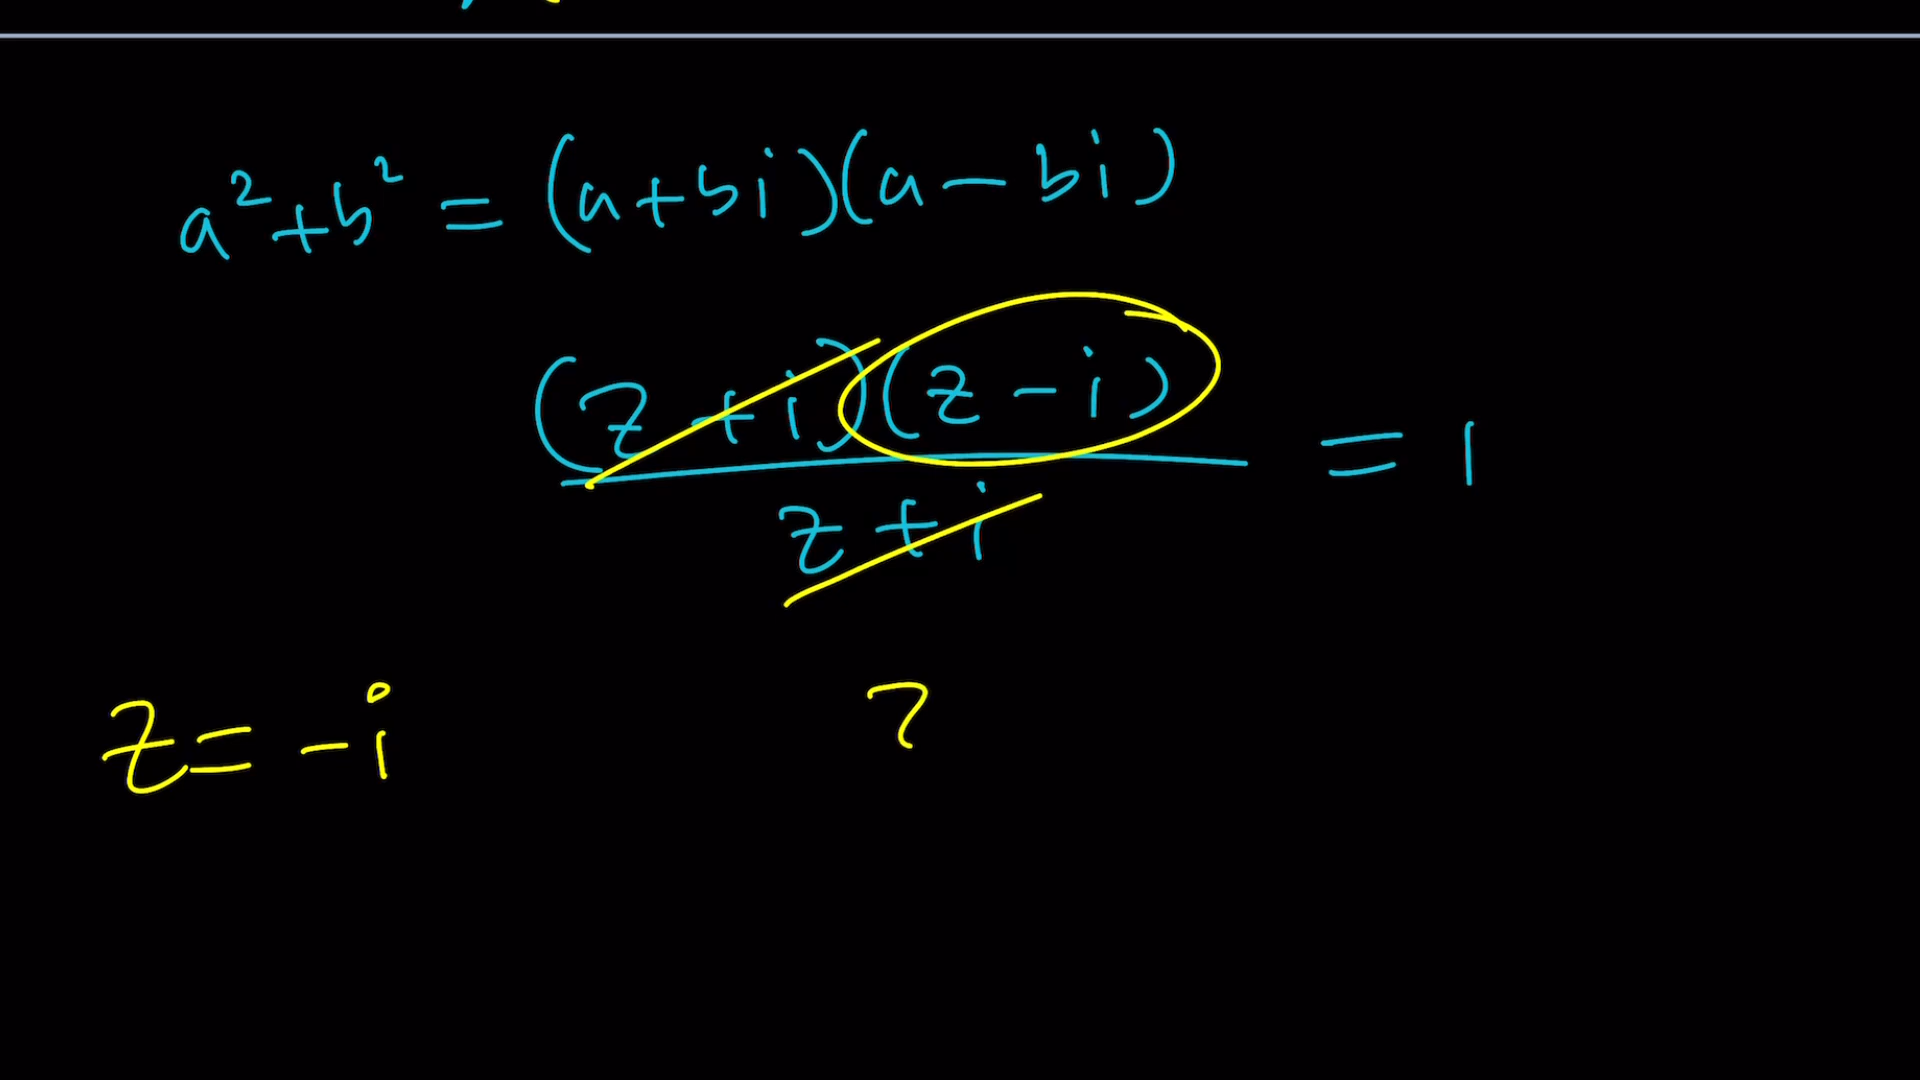 a² + b² = (a + bi)(a - bi)
(z + i)(z - i)
z + i
= 1
z = -i
?